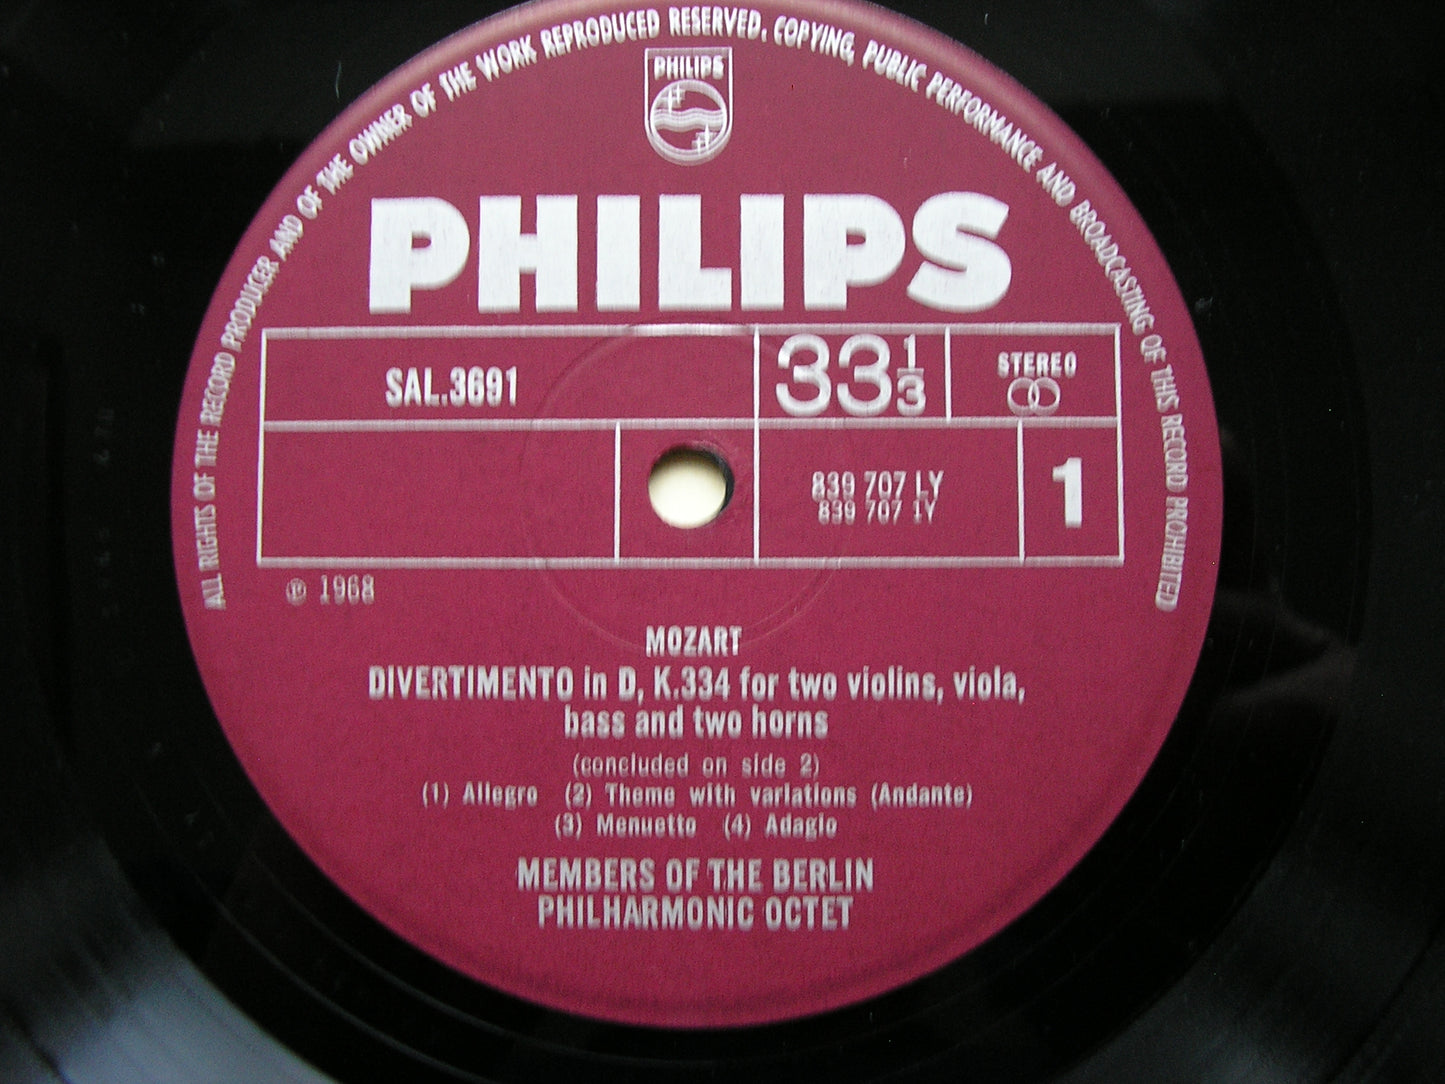 ALL RIGHTS OF THE RECORD PRODUCER AND OF THE OWNER OF THE WORK REPRODUCED RESERVED. COPYING, PUBLIC PERFORMANCE AND BROADCASTING OF THIS RECORD PROHIBITED
PHILIPS
PHILIPS
SAL.3691
33 1/3
STEREO
839 707 LY
839 707 1Y
1
℗ 1968
MOZART
DIVERTIMENTO in D, K.334 for two violins, viola,
bass and two horns
(concluded on side 2)
(1) Allegro (2) Theme with variations (Andante)
(3) Menuetto (4) Adagio
MEMBERS OF THE BERLIN
PHILHARMONIC OCTET